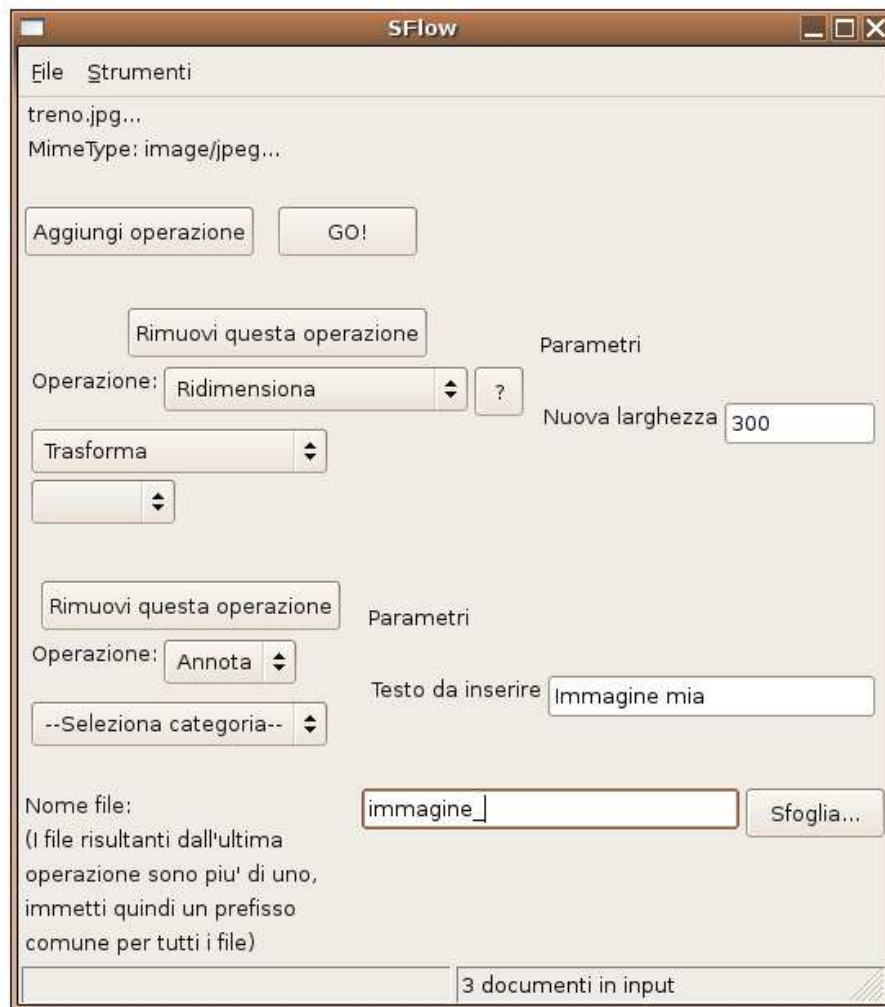 SFlow
File Strumenti
treno.jpg...
MimeType: image/jpeg...
Aggiungi operazione GO!
Rimuovi questa operazione
Parametri
Operazione: Ridimensiona ?
Nuova larghezza 300
Trasforma
Rimuovi questa operazione
Parametri
Operazione: Annota
Testo da inserire Immagine mia
--Seleziona categoria--
Nome file: immagine_ Sfoglia...
(I file risultanti dall'ultima
operazione sono piu' di uno,
immetti quindi un prefisso
comune per tutti i file)
3 documenti in input